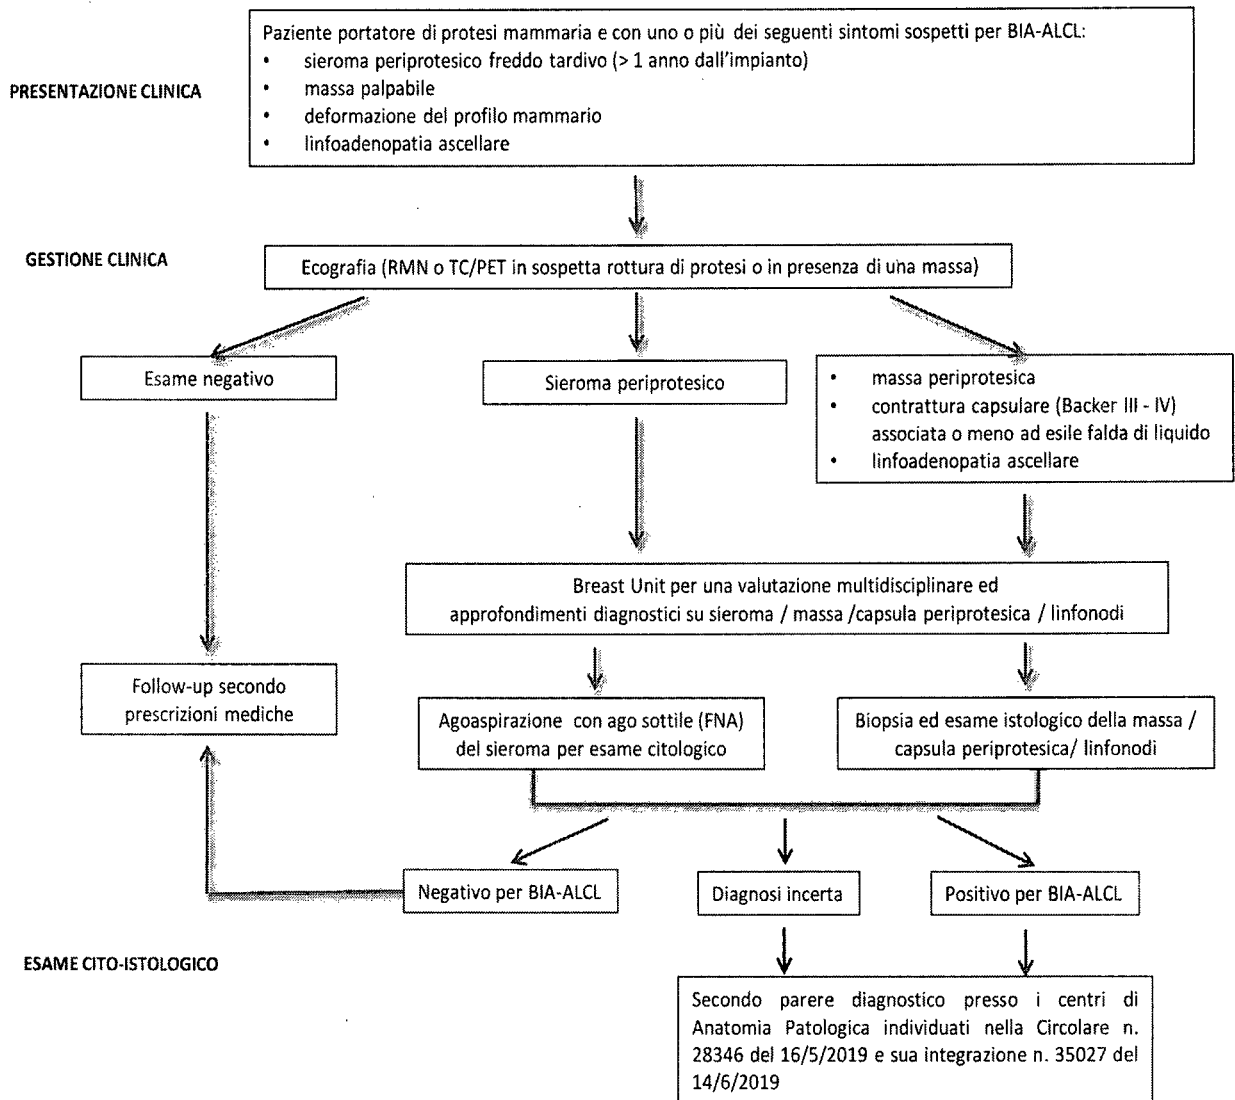 PRESENTAZIONE CLINICA
Paziente portatore di protesi mammaria e con uno o più dei seguenti sintomi sospetti per BIA-ALCL:
• sieroma periprotesico freddo tardivo (> 1 anno dall'impianto)
• massa palpabile
• deformazione del profilo mammario
• linfoadenopatia ascellare
GESTIONE CLINICA
Ecografia (RMN o TC/PET in sospetta rottura di protesi o in presenza di una massa)
Esame negativo
Sieroma periprotesico
• massa periprotesica
• contrattura capsulare (Backer III - IV)
associata o meno ad esile falda di liquido
• linfoadenopatia ascellare
Breast Unit per una valutazione multidisciplinare ed
approfondimenti diagnostici su sieroma / massa /capsula periprotesica / linfonodi
Follow-up secondo
prescrizioni mediche
Agoaspirazione con ago sottile (FNA)
del sieroma per esame citologico
Biopsia ed esame istologico della massa /
capsula periprotesica/ linfonodi
Negativo per BIA-ALCL
Diagnosi incerta
Positivo per BIA-ALCL
ESAME CITO-ISTOLOGICO
Secondo parere diagnostico presso i centri di
Anatomia Patologica individuati nella Circolare n.
28346 del 16/5/2019 e sua integrazione n. 35027 del
14/6/2019